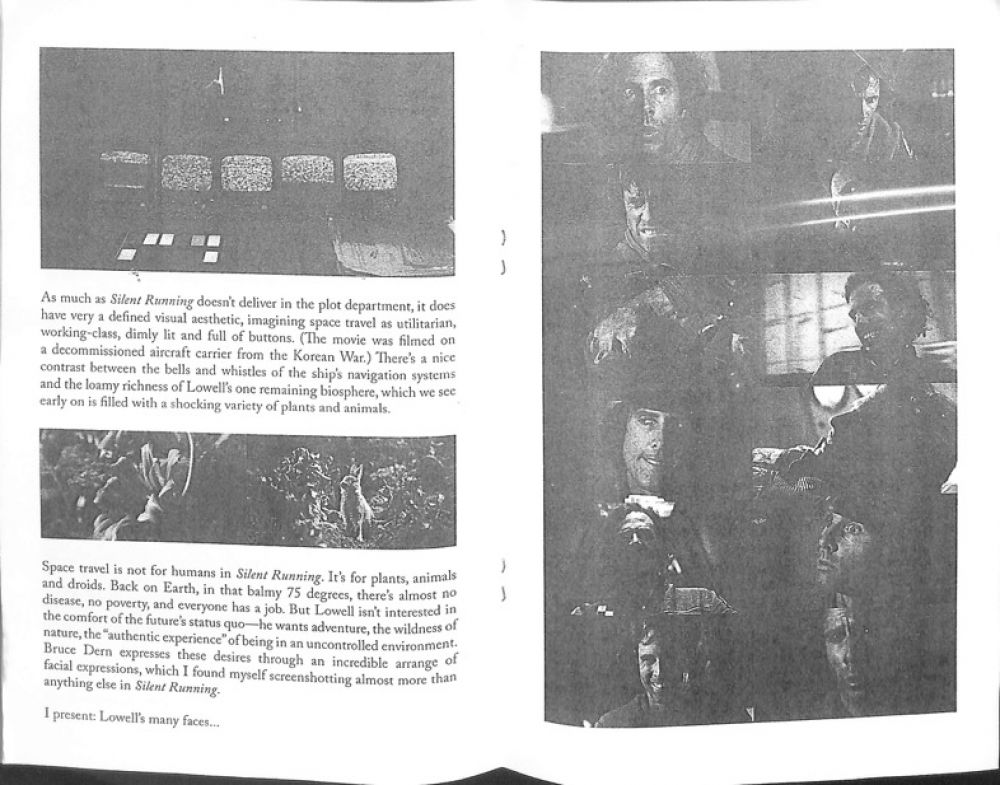 As much as Silent Running doesn't deliver in the plot department, it does
have very a defined visual aesthetic, imagining space travel as utilitarian,
working-class, dimly lit and full of buttons. (The movie was filmed on
a decommissioned aircraft carrier from the Korean War.) There's a nice
contrast between the bells and whistles of the ship's navigation systems
and the loamy richness of Lowell's one remaining biosphere, which we see
early on is filled with a shocking variety of plants and animals.
Space travel is not for humans in Silent Running. It's for plants, animals
and droids. Back on Earth, in that balmy 75 degrees, there's almost no
disease, no poverty, and everyone has a job. But Lowell isn't interested in
the comfort of the future's status quo—he wants adventure, the wildness of
nature, the "authentic experience" of being in an uncontrolled environment.
Bruce Dern expresses these desires through an incredible arrange of
facial expressions, which I found myself screenshotting almost more than
anything else in Silent Running.
I present: Lowell's many faces...